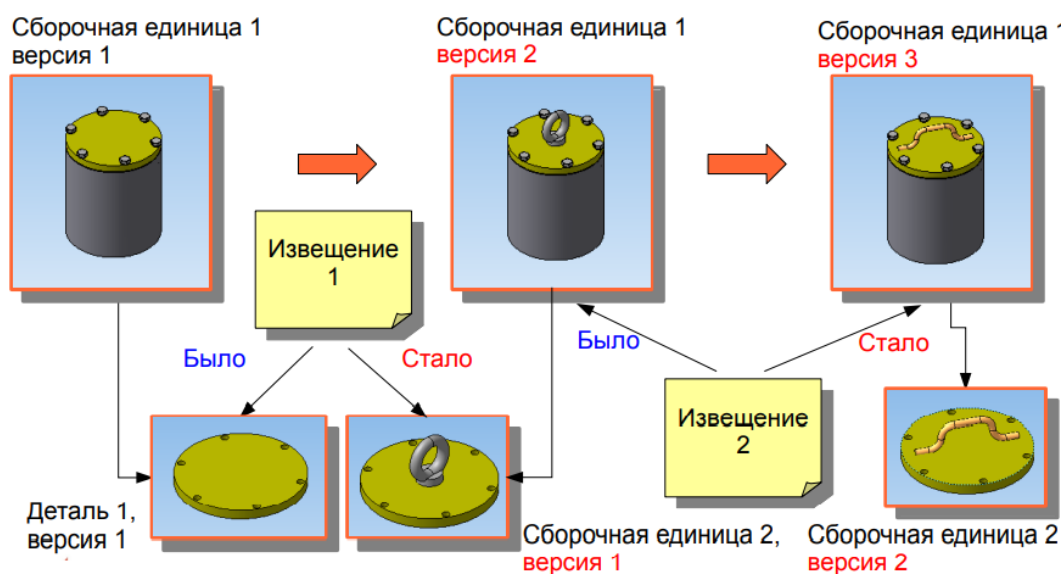 Сборочная единица 1
версия 1
Сборочная единица 1
версия 2
Сборочная единица 1
версия 3
Извещение
1
Было
Стало
Было
Стало
Извещение
2
Деталь 1,
версия 1
Сборочная единица 2,
версия 1
Сборочная единица 2
версия 2